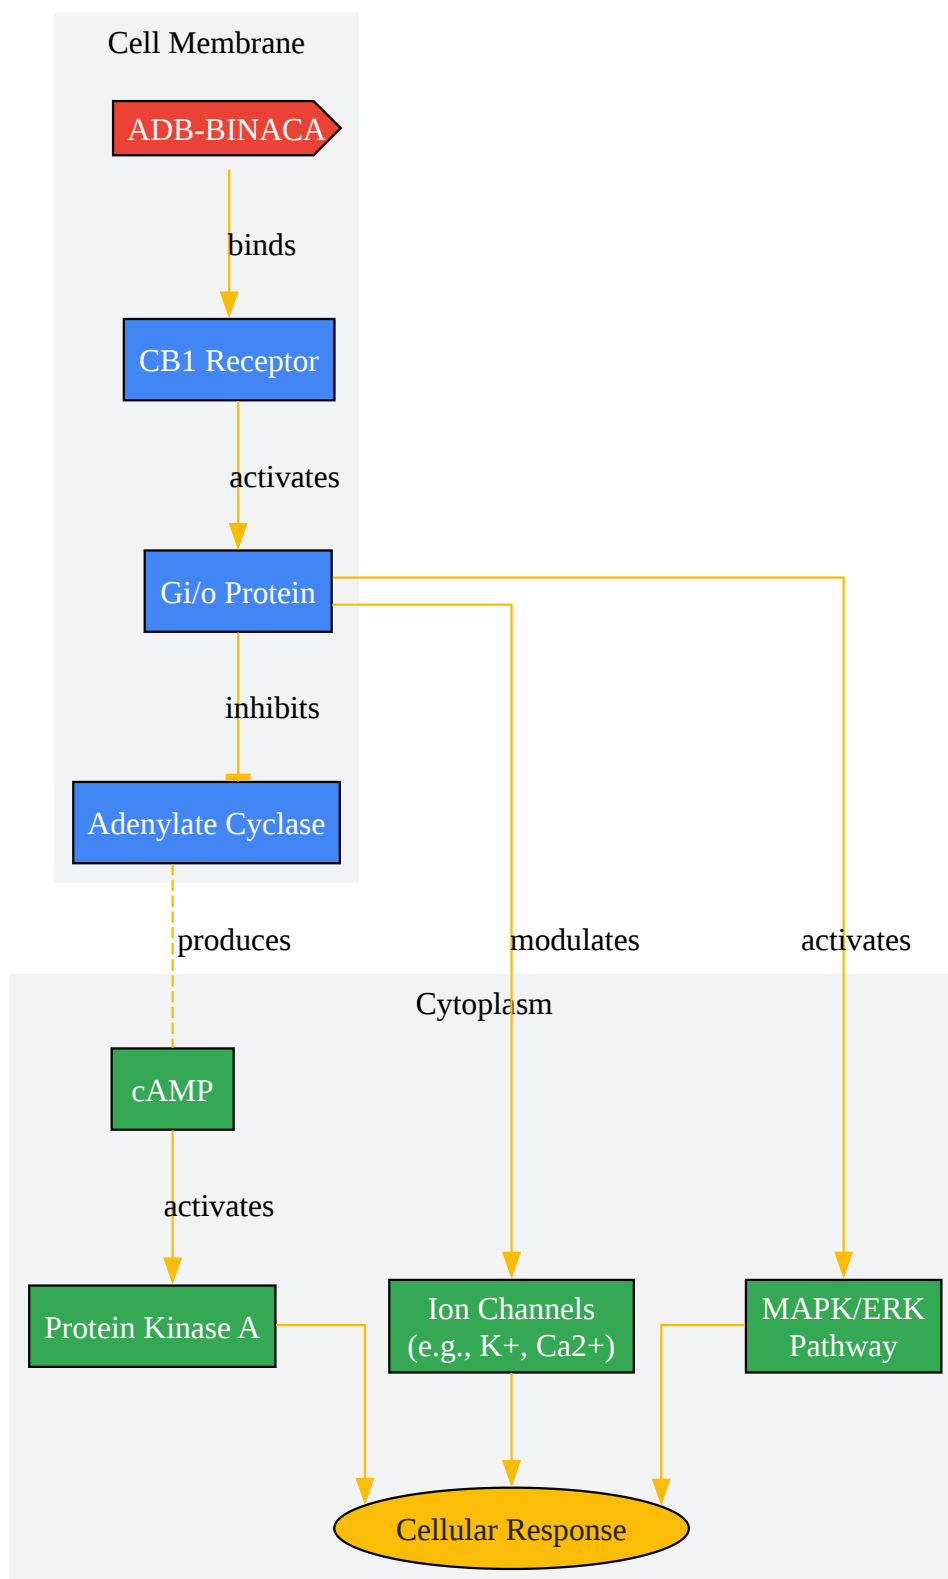 Cell Membrane
ADB-BINACA
binds
CB1 Receptor
activates
Gi/o Protein
inhibits
Adenylate Cyclase
produces
modulates
activates
Cytoplasm
cAMP
activates
Protein Kinase A
Ion Channels
(e.g., K+, Ca2+)
MAPK/ERK
Pathway
Cellular Response